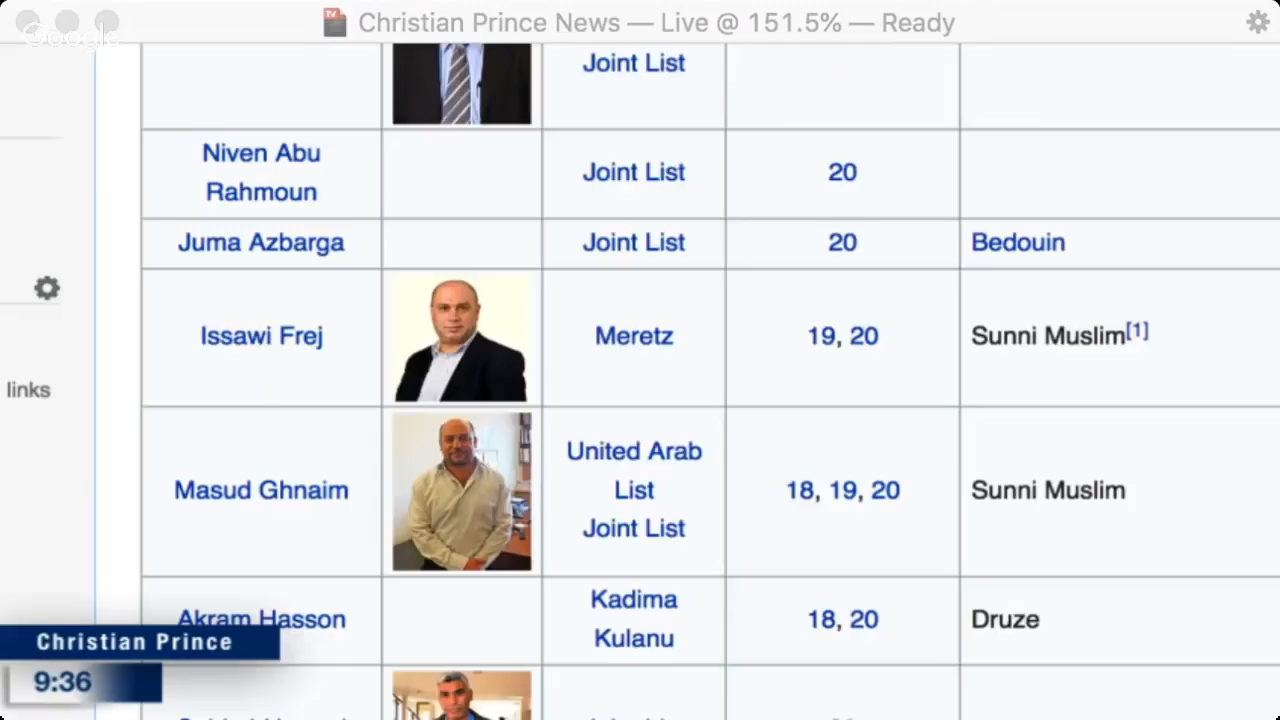 Christian Prince News — Live @ 151.5% — Ready
Google
Joint List
Niven Abu
Rahmoun
Joint List
20
Juma Azbarga
Joint List
20
Bedouin
Issawi Frej
Meretz
19, 20
Sunni Muslim[1]
links
Masud Ghnaim
United Arab
List
Joint List
18, 19, 20
Sunni Muslim
Akram Hasson
Kadima
Kulanu
18, 20
Druze
Christian Prince
9:36